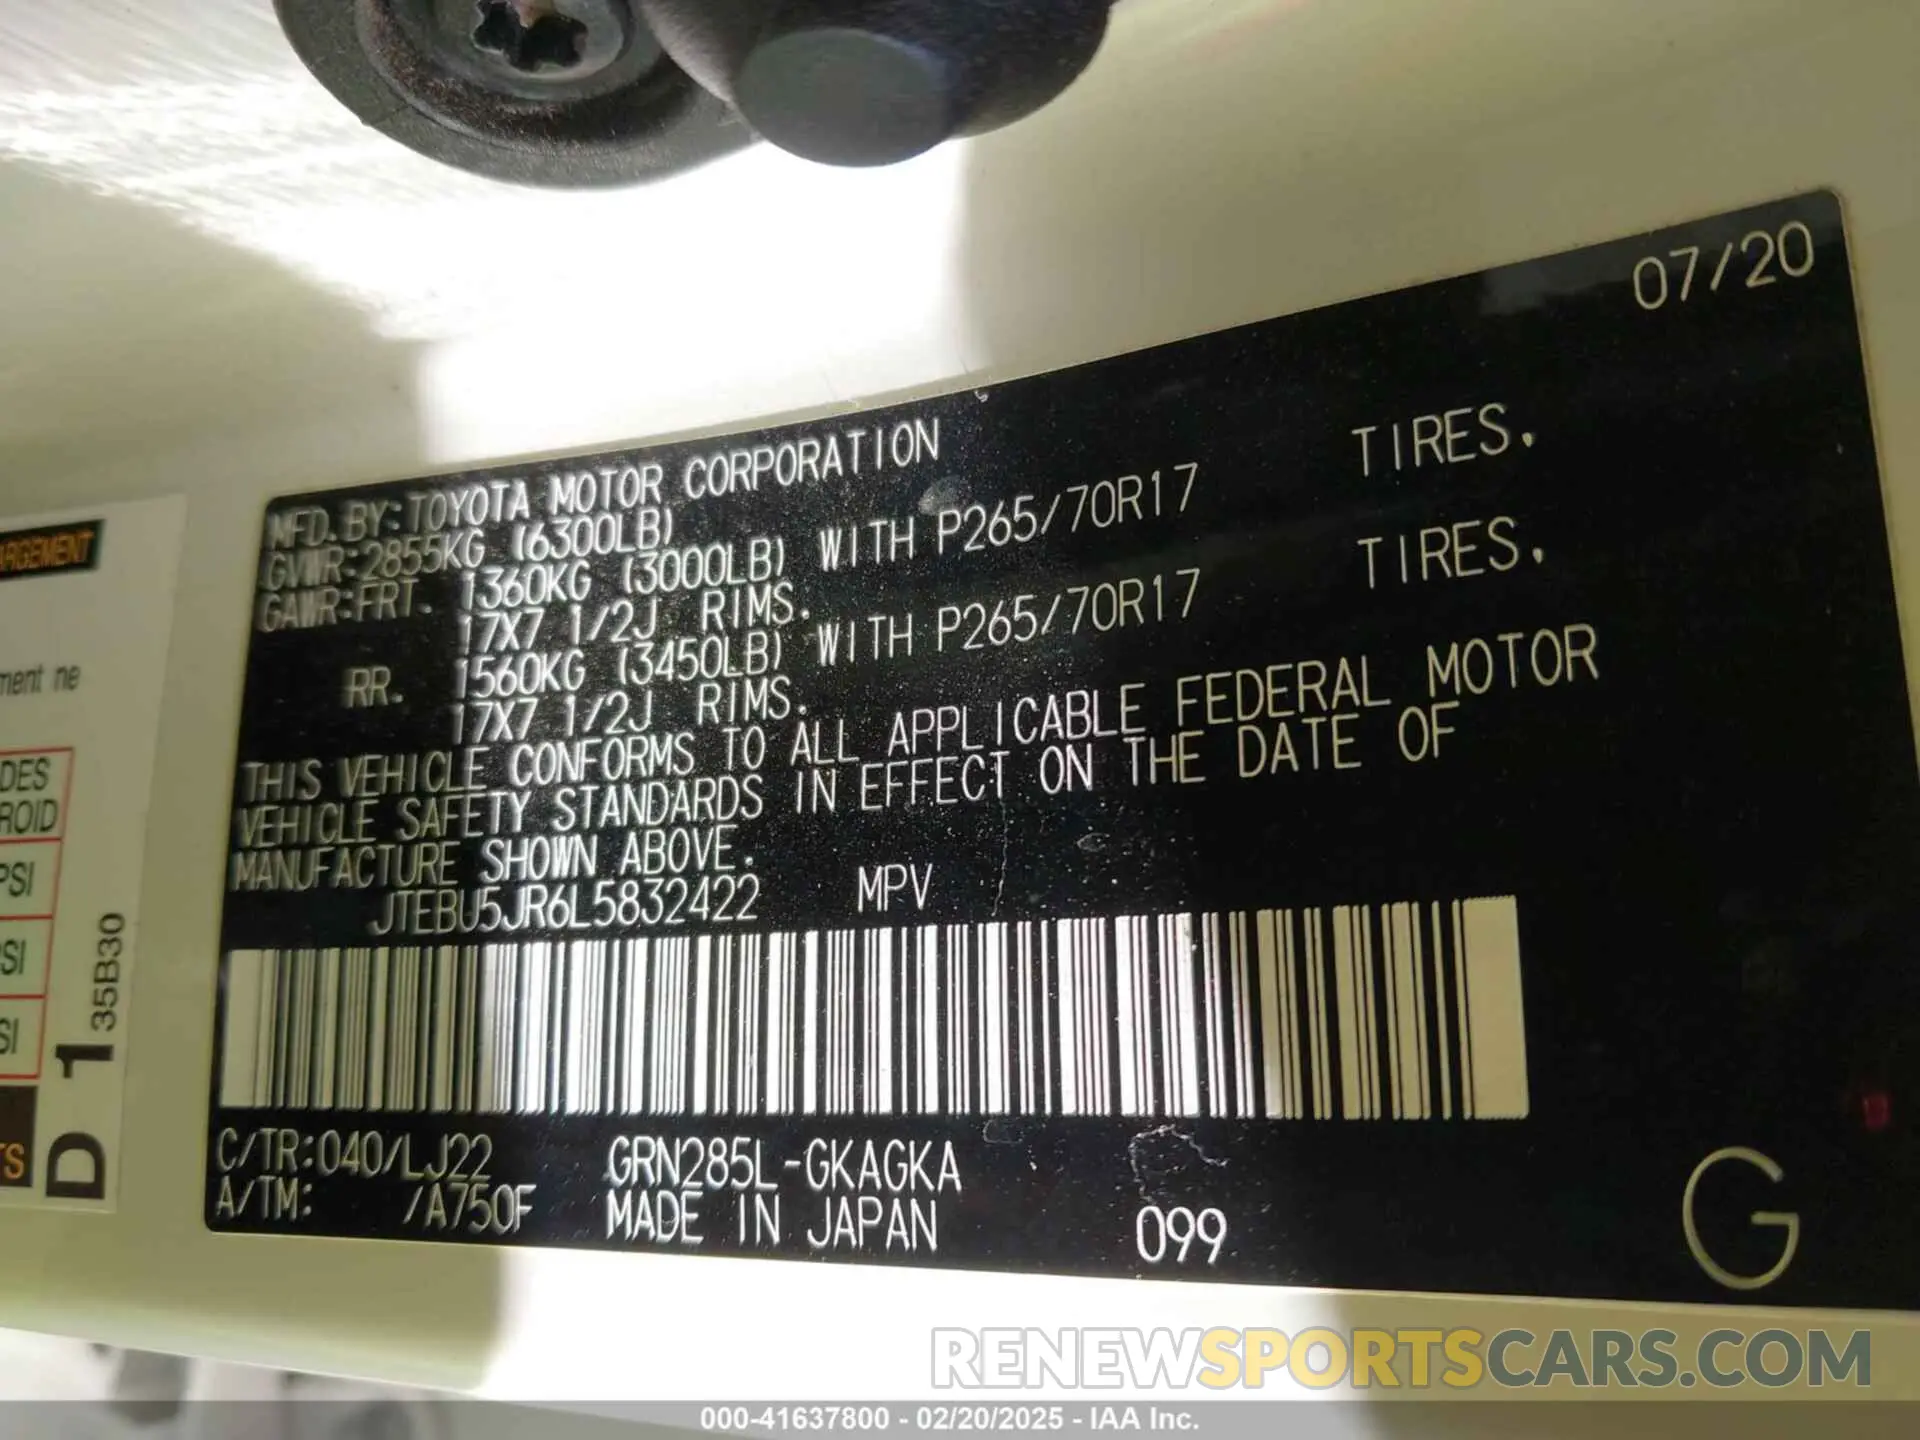 07/20
MFD. BY: TOYOTA MOTOR CORPORATION
GVWR: 2855KG (6300LB)
GAWR: FRT. 1360KG (3000LB) WITH P265/70R17 TIRES,
17X7 1/2J RIMS.
RR. 1560KG (3450LB) WITH P265/70R17 TIRES,
17X7 1/2J RIMS.
THIS VEHICLE CONFORMS TO ALL APPLICABLE FEDERAL MOTOR
VEHICLE SAFETY STANDARDS IN EFFECT ON THE DATE OF
MANUFACTURE SHOWN ABOVE.
JTEBU5JR6L5832422 MPV
C/TR: 040/LJ22 GRN285L-GKAGKA
A/TM: /A750F MADE IN JAPAN 099 G
ment ne
PSI
D 1 35B30
RENEWSPORTSCARS.COM
000-41637800 - 02/20/2025 - IAA Inc.